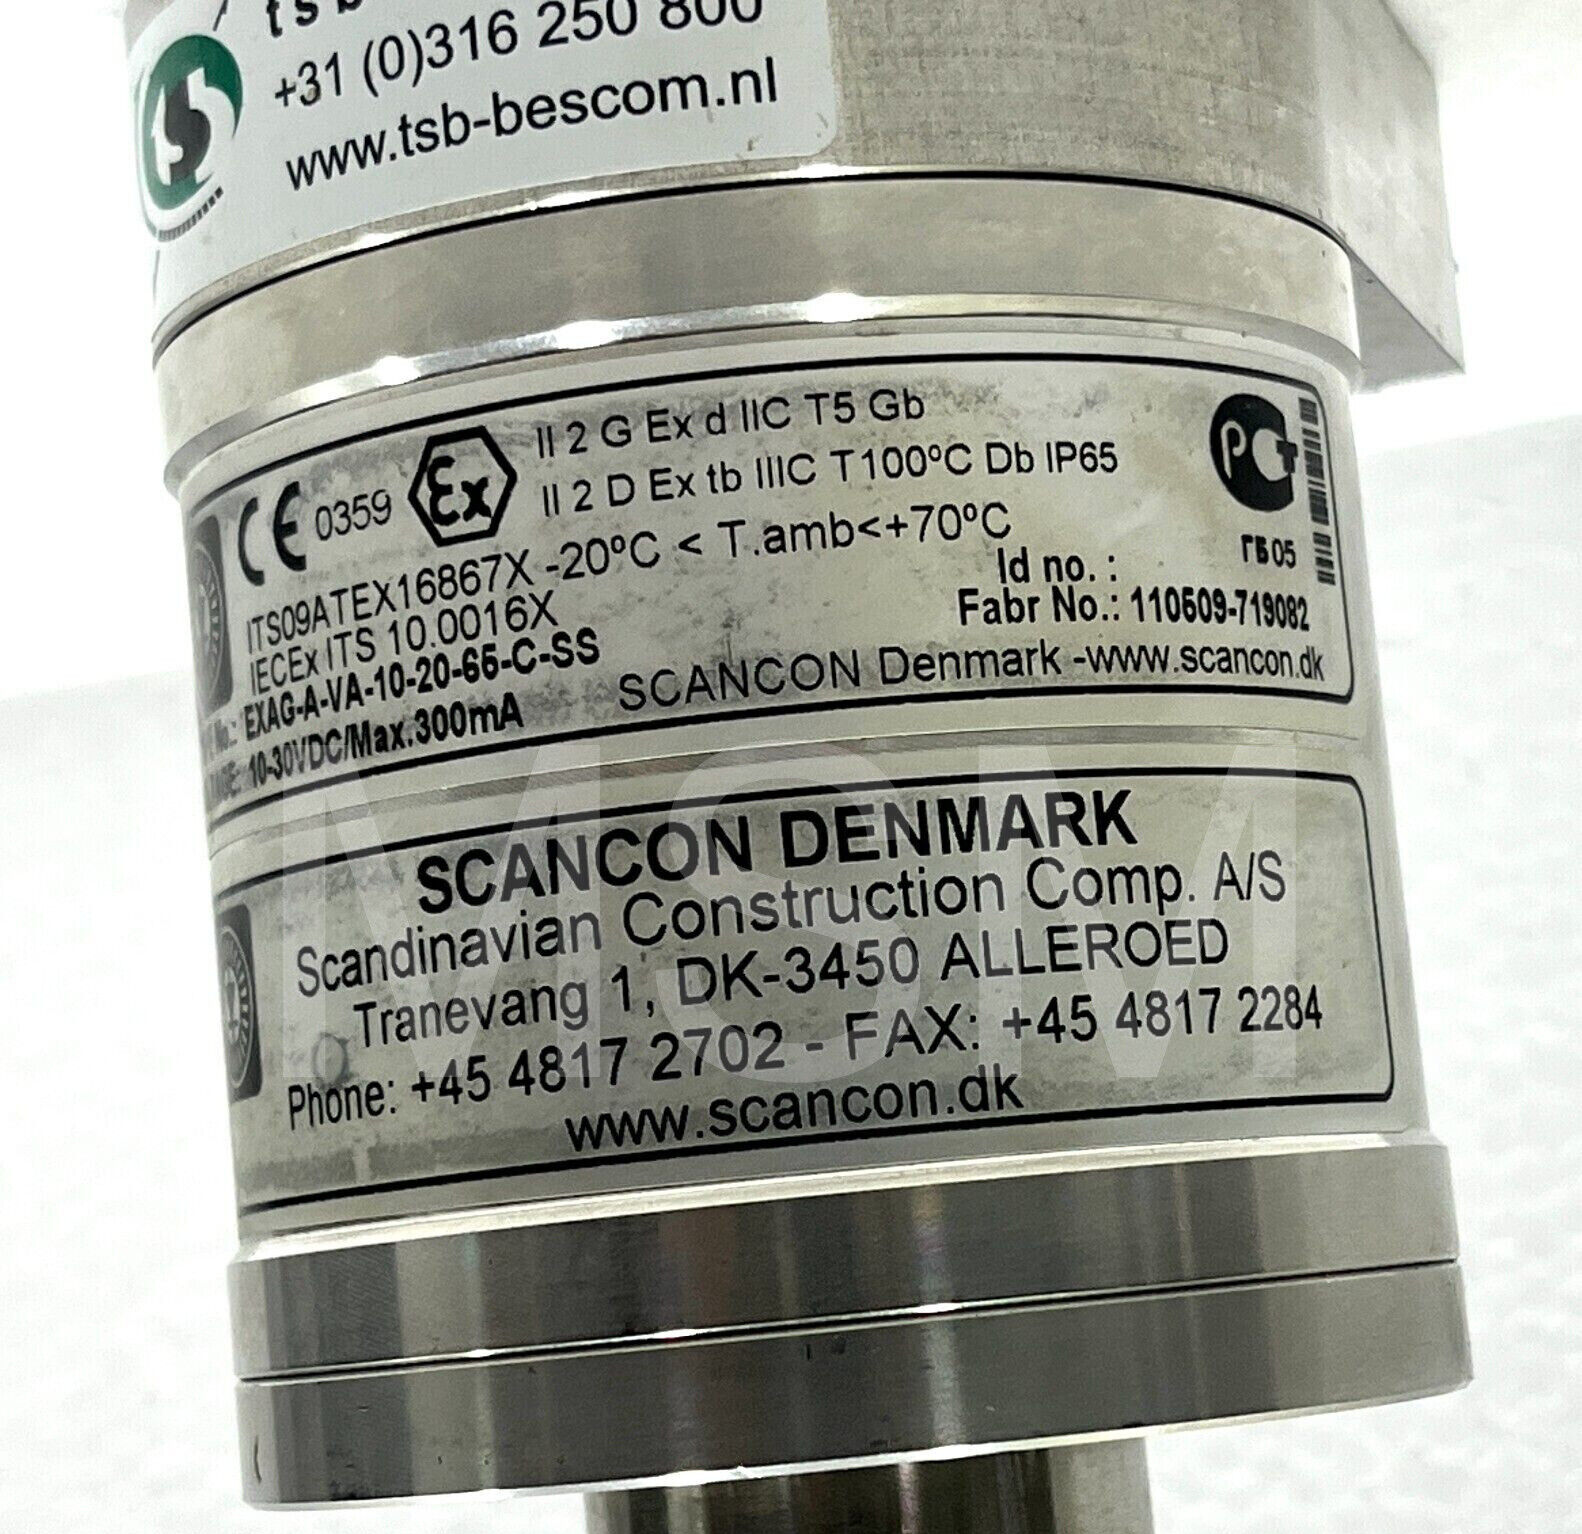 +31 (0)316 250 800
www.tsb-bescom.nl
CE 0359 Ex II 2 G Ex d IIC T5 Gb
II 2 D Ex tb IIIC T100ºC Db IP65
ITS09ATEX16867X -20ºC < T.amb<+70ºC
IECEx ITS 10.0016X
Id no. :
ГБ05
EXAG-A-VA-10-20-65-C-SS
Fabr No.: 110609-719082
10-30VDC/Max.300mA
SCANCON Denmark -www.scancon.dk
SCANCON DENMARK
Scandinavian Construction Comp. A/S
Tranevang 1, DK-3450 ALLEROED
Phone: +45 4817 2702 - FAX: +45 4817 2284
www.scancon.dk
MSM